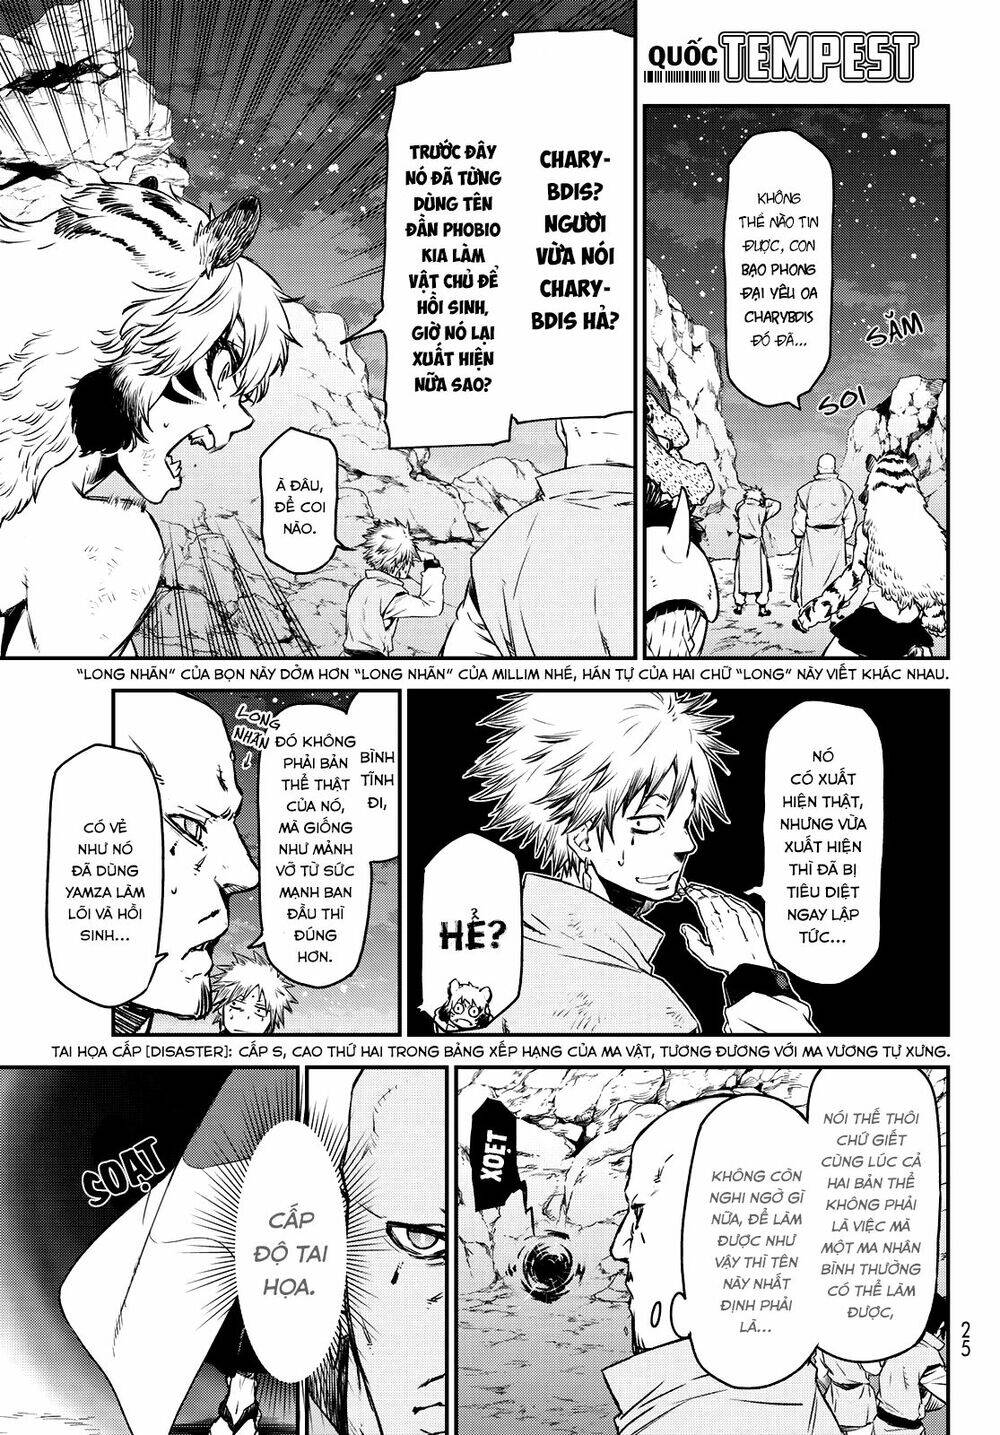 QUỐC TEMPEST
KHÔNG
THỂ NÀO TIN
ĐƯỢC, CON
BẠO PHONG
ĐẠI YÊU OA
CHARYBDIS
ĐÓ ĐÃ...
SĂM
SOI
CHARY-
BDIS?
NGƯƠI
VỪA NÓI
CHARY-
BDIS HẢ?
TRƯỚC ĐÂY
NÓ ĐÃ TỪNG
DÙNG TÊN
ĐẦN PHOBIO
KIA LÀM
VẬT CHỦ ĐỂ
HỒI SINH,
GIỜ NÓ LẠI
XUẤT HIỆN
NỮA SAO?
À ĐÂU,
ĐỂ COI
NÀO.
"LONG NHÃN" CỦA BỌN NÀY DỞM HƠN "LONG NHÃN" CỦA MILLIM NHÉ, HÁN TỰ CỦA HAI CHỮ "LONG" NÀY VIẾT KHÁC NHAU.
NÓ
CÓ XUẤT
HIỆN THẬT,
NHƯNG VỪA
XUẤT HIỆN
THÌ ĐÃ BỊ
TIÊU DIỆT
NGAY LẬP
TỨC...
HỂ?
BÌNH
TĨNH
ĐI,
ĐÓ KHÔNG
PHẢI BẢN
THỂ THẬT
CỦA NÓ,
MÀ GIỐNG
NHƯ MẢNH
VỠ TỪ SỨC
MẠNH BAN
ĐẦU THÌ
ĐÚNG
HƠN.
LONG
NHÃN
CÓ VẺ
NHƯ NÓ
ĐÃ DÙNG
YAMZA LÀM
LÕI VÀ HỒI
SINH...
TAI HỌA CẤP [DISASTER]: CẤP S, CAO THỨ HAI TRONG BẢNG XẾP HẠNG CỦA MA VẬT, TƯƠNG ĐƯƠNG VỚI MA VƯƠNG TỰ XƯNG.
NÓI THẾ THÔI
CHỨ GIẾT
CÙNG LÚC CẢ
HAI BẢN THỂ
KHÔNG PHẢI
LÀ VIỆC MÀ
MỘT MA NHÂN
BÌNH THƯỜNG
CÓ THỂ LÀM
ĐƯỢC,
KHÔNG CÒN
NGHI NGỜ GÌ
NỮA, ĐỂ LÀM
ĐƯỢC NHƯ
VẬY THÌ TÊN
NÀY NHẤT
ĐỊNH PHẢI
LÀ...
XOẸT
CẤP
ĐỘ TAI
HỌA.
SOẠT
25